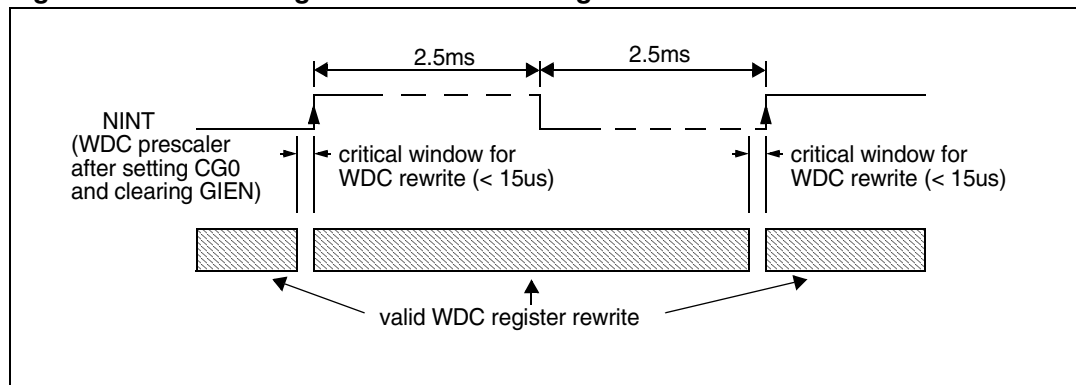 2.5ms
2.5ms
NINT
(WDC prescaler
after setting CG0
and clearing GIEN)
critical window for
WDC rewrite (< 15us)
critical window for
WDC rewrite (< 15us)
valid WDC register rewrite